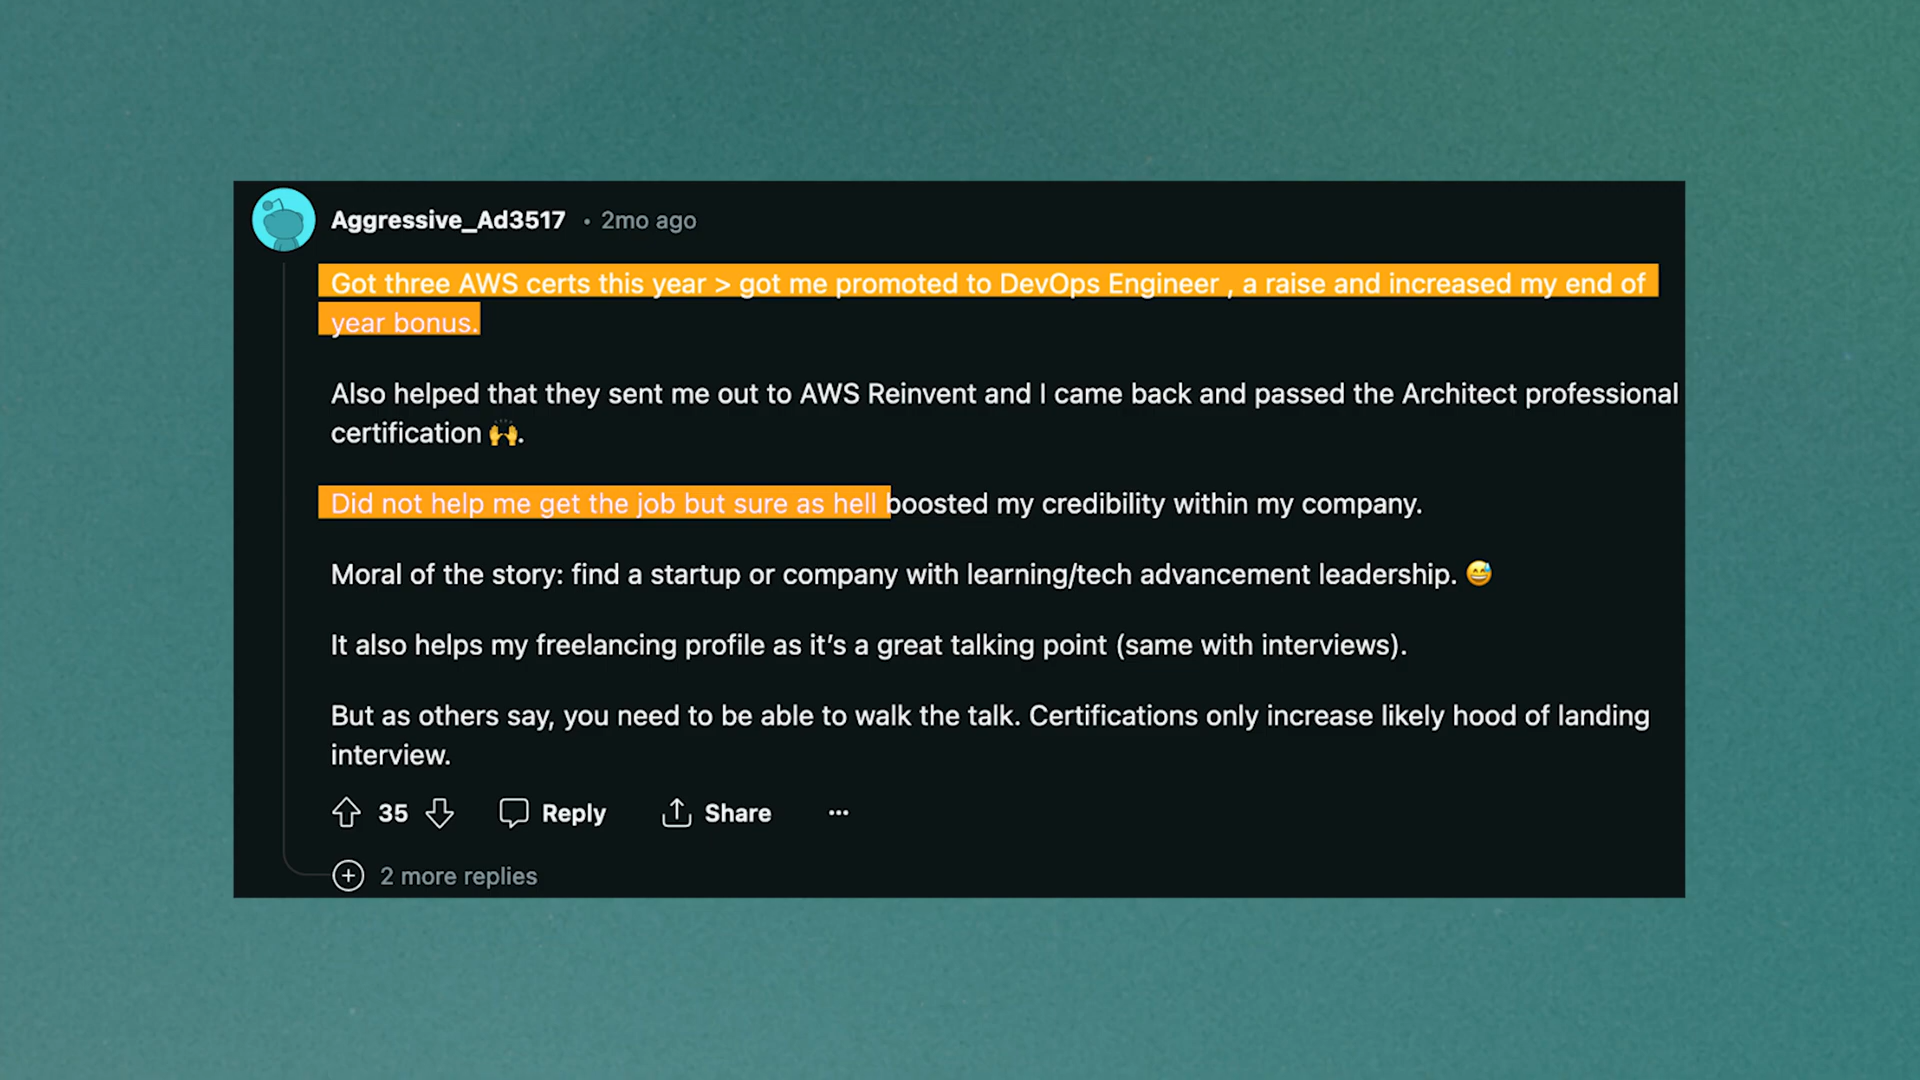 Aggressive_Ad3517 • 2mo ago
Got three AWS certs this year > got me promoted to DevOps Engineer , a raise and increased my end of
year bonus.
Also helped that they sent me out to AWS Reinvent and I came back and passed the Architect professional
certification 🙌.
Did not help me get the job but sure as hell boosted my credibility within my company.
Moral of the story: find a startup or company with learning/tech advancement leadership. 😅
It also helps my freelancing profile as it’s a great talking point (same with interviews).
But as others say, you need to be able to walk the talk. Certifications only increase likely hood of landing
interview.
35 Reply Share ...
2 more replies